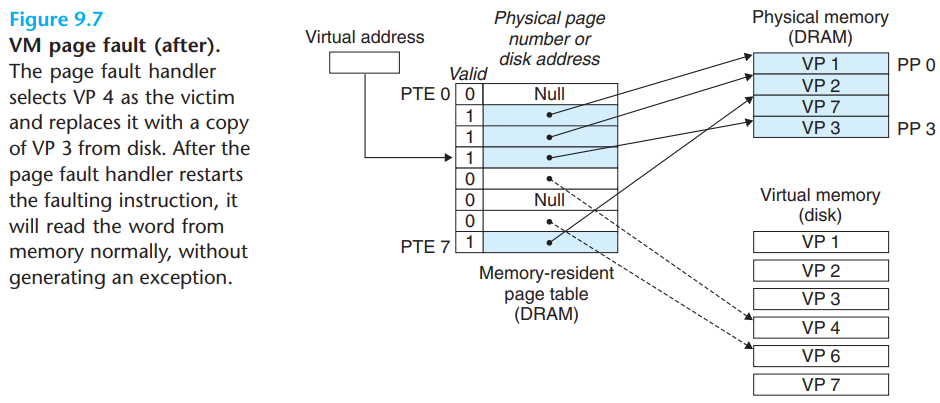 Figure 9.7
VM page fault (after).
The page fault handler
selects VP 4 as the victim
and replaces it with a copy
of VP 3 from disk. After the
page fault handler restarts
the faulting instruction, it
will read the word from
memory normally, without
generating an exception.
Virtual address
Physical page
number or
disk address
Valid
PTE 0
0
Null
1
1
1
0
0
Null
0
PTE 7
1
Memory-resident
page table
(DRAM)
Physical memory
(DRAM)
VP 1
PP 0
VP 2
VP 7
VP 3
PP 3
Virtual memory
(disk)
VP 1
VP 2
VP 3
VP 4
VP 6
VP 7